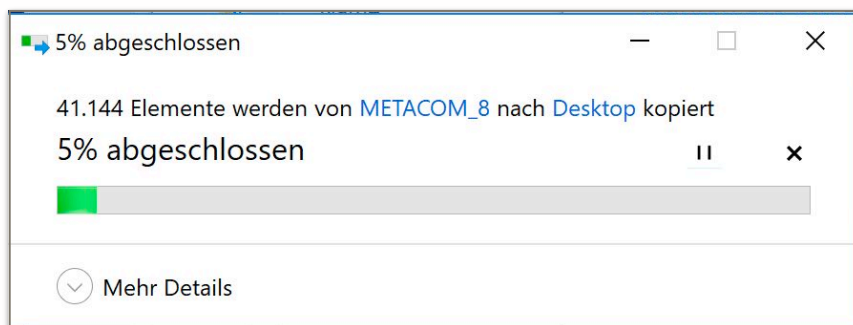 5% abgeschlossen
41.144 Elemente werden von METACOM_8 nach Desktop kopiert
5% abgeschlossen
Mehr Details